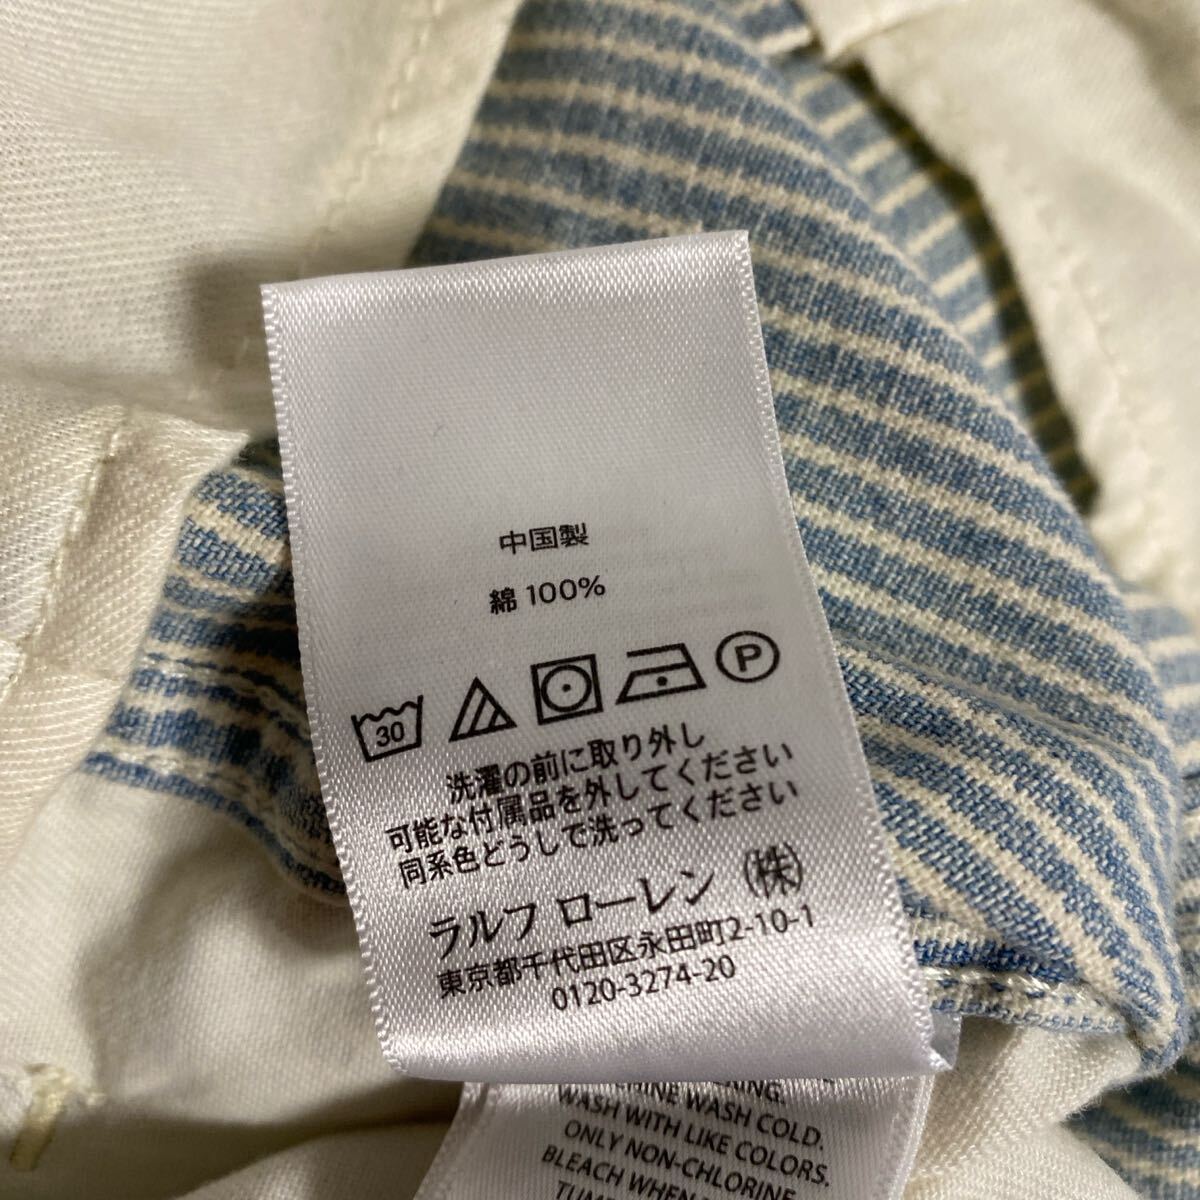 中国製
綿 100%
30
P
洗濯の前に取り外し
可能な付属品を外してください
同系色どうしで洗ってください
ラルフ ローレン (株)
東京都千代田区永田町2-10-1
0120-3274-20
WASH COLD.
WASH WITH LIKE COLORS.
ONLY NON-CHLORINE
BLEACH WHEN